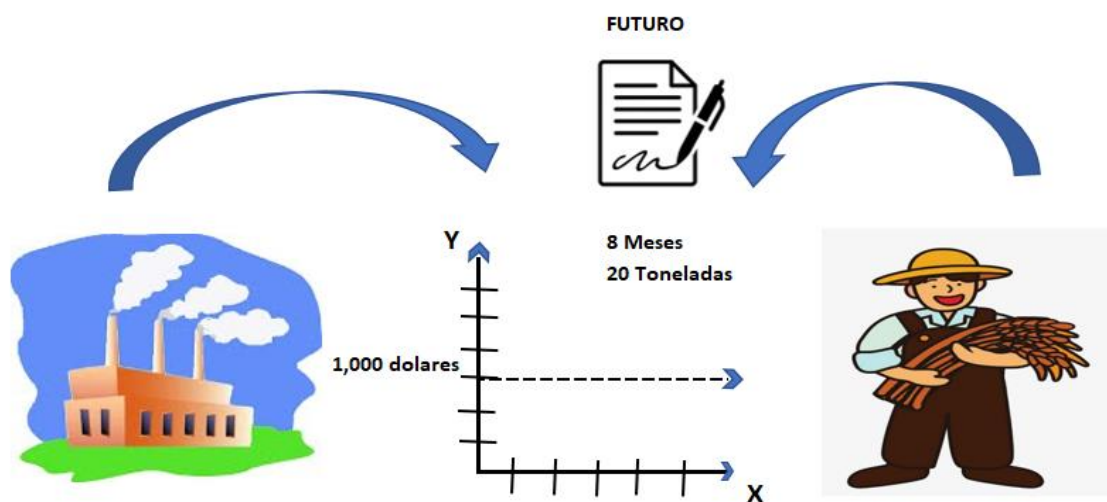 FUTURO
Y
8 Meses
20 Toneladas
1,000 dolares
X